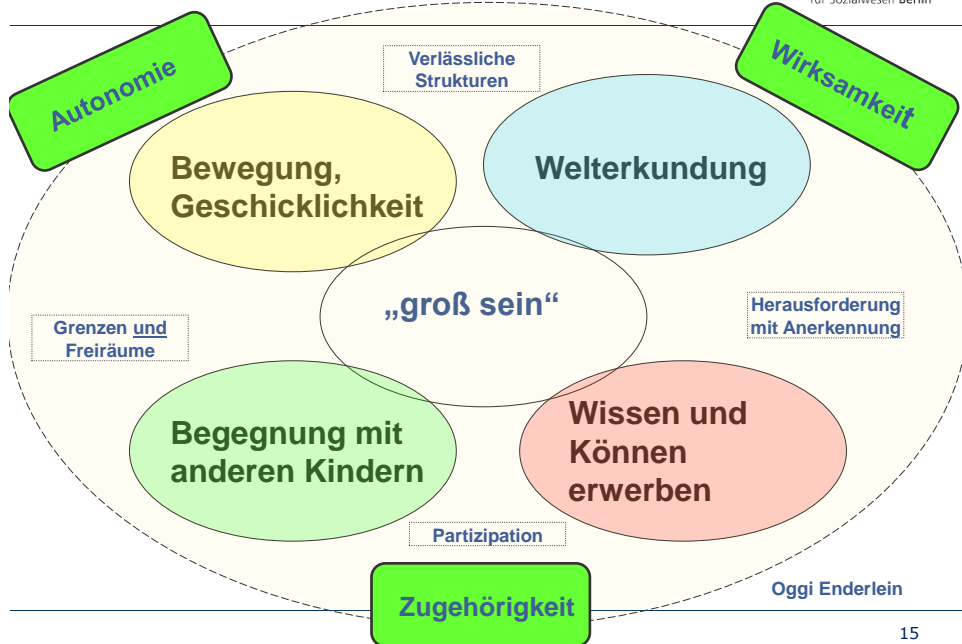 für Sozialwesen Berlin
Autonomie
Verlässliche
Strukturen
Wirksamkeit
Bewegung,
Geschicklichkeit
Welterkundung
„groß sein“
Grenzen und
Freiräume
Herausforderung
mit Anerkennung
Begegnung mit
anderen Kindern
Wissen und
Können
erwerben
Partizipation
Zugehörigkeit
Oggi Enderlein
15